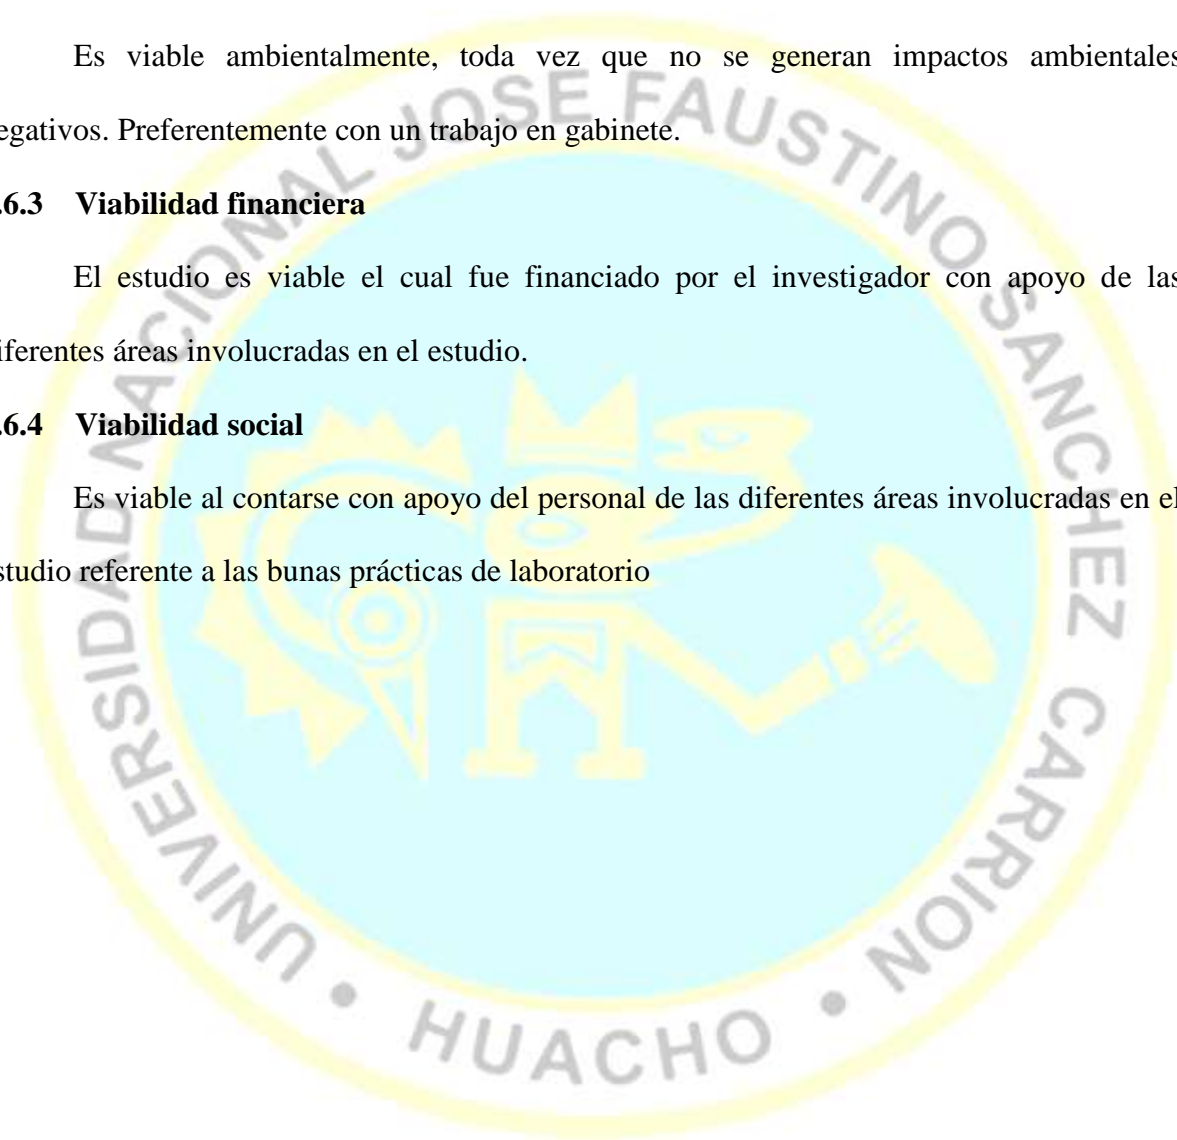 Es viable ambientalmente, toda vez que no se generan impactos ambientales
egativos. Preferentemente con un trabajo en gabinete.
.6.3 Viabilidad financiera
El estudio es viable el cual fue financiado por el investigador con apoyo de las
iferentes áreas involucradas en el estudio.
.6.4 Viabilidad social
Es viable al contarse con apoyo del personal de las diferentes áreas involucradas en el
studio referente a las bunas prácticas de laboratorio
UNIVERSIDAD NACIONAL JOSE FAUSTINO SANCHEZ CARRION • HUACHO •